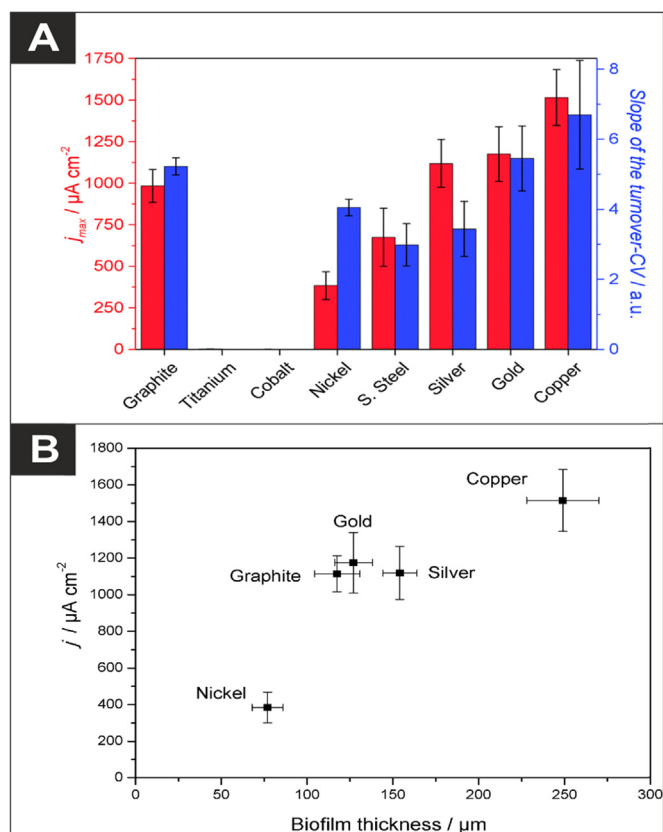 A
1750
1500
1250
1000
750
500
250
0
j_max / µA cm⁻²
8
6
4
2
0
Slope of the turnover-CV / a.u.
Graphite
Titanium
Cobalt
Nickel
S. Steel
Silver
Gold
Copper
B
1800
1600
1400
1200
1000
800
600
400
200
0
j / µA cm⁻²
Copper
Gold
Graphite
Silver
Nickel
0 50 100 150 200 250 300
Biofilm thickness / µm